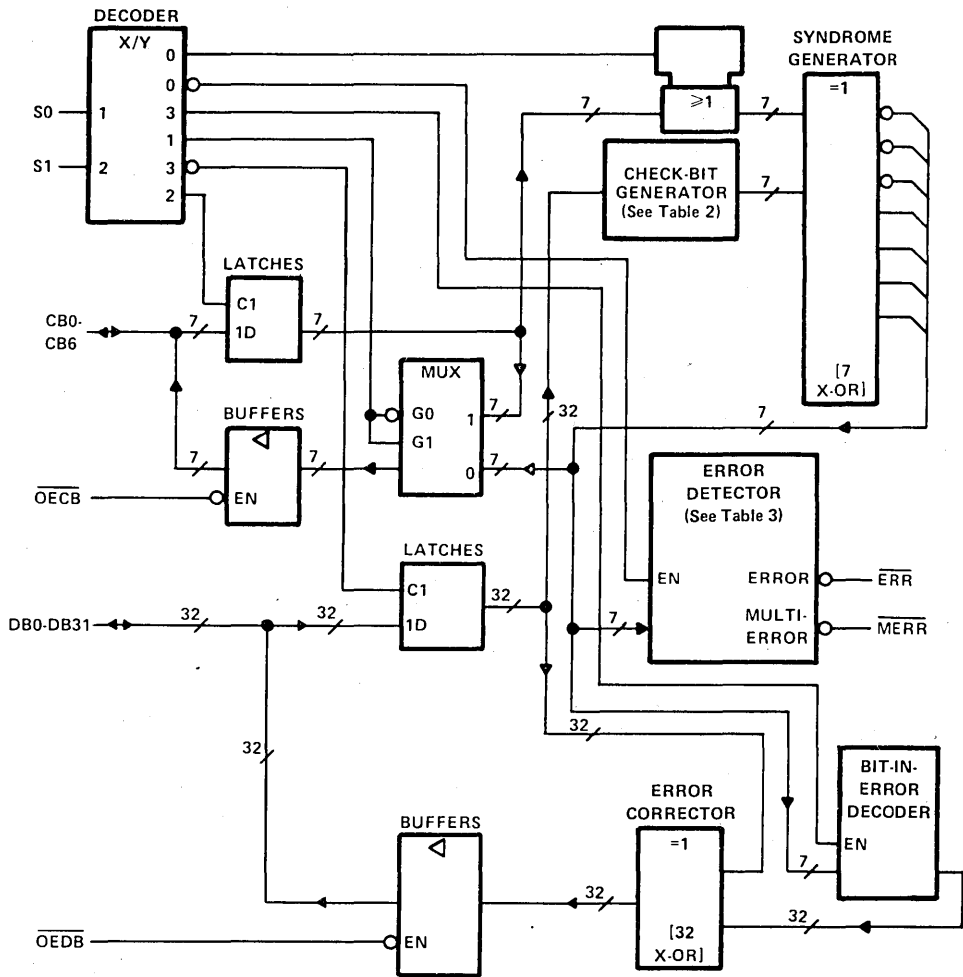 DECODER
X/Y
0
0
3
1
3
2
S0
1
S1
2
SYNDROME
GENERATOR
=1
[7
X-OR]
7
⩾1
7
CHECK-BIT
GENERATOR
(See Table 2)
7
LATCHES
C1
1D
CB0-
CB6
7
7
MUX
G0
G1
1
0
7
7
32
7
BUFFERS
EN
7
7
OECB
ERROR
DETECTOR
(See Table 3)
EN
ERROR
MULTI-
ERROR
ERR
MERR
7
LATCHES
C1
1D
DB0-DB31
32
32
32
32
32
BIT-IN-
ERROR
DECODER
EN
7
32
ERROR
CORRECTOR
=1
[32
X-OR]
32
BUFFERS
EN
OEDB